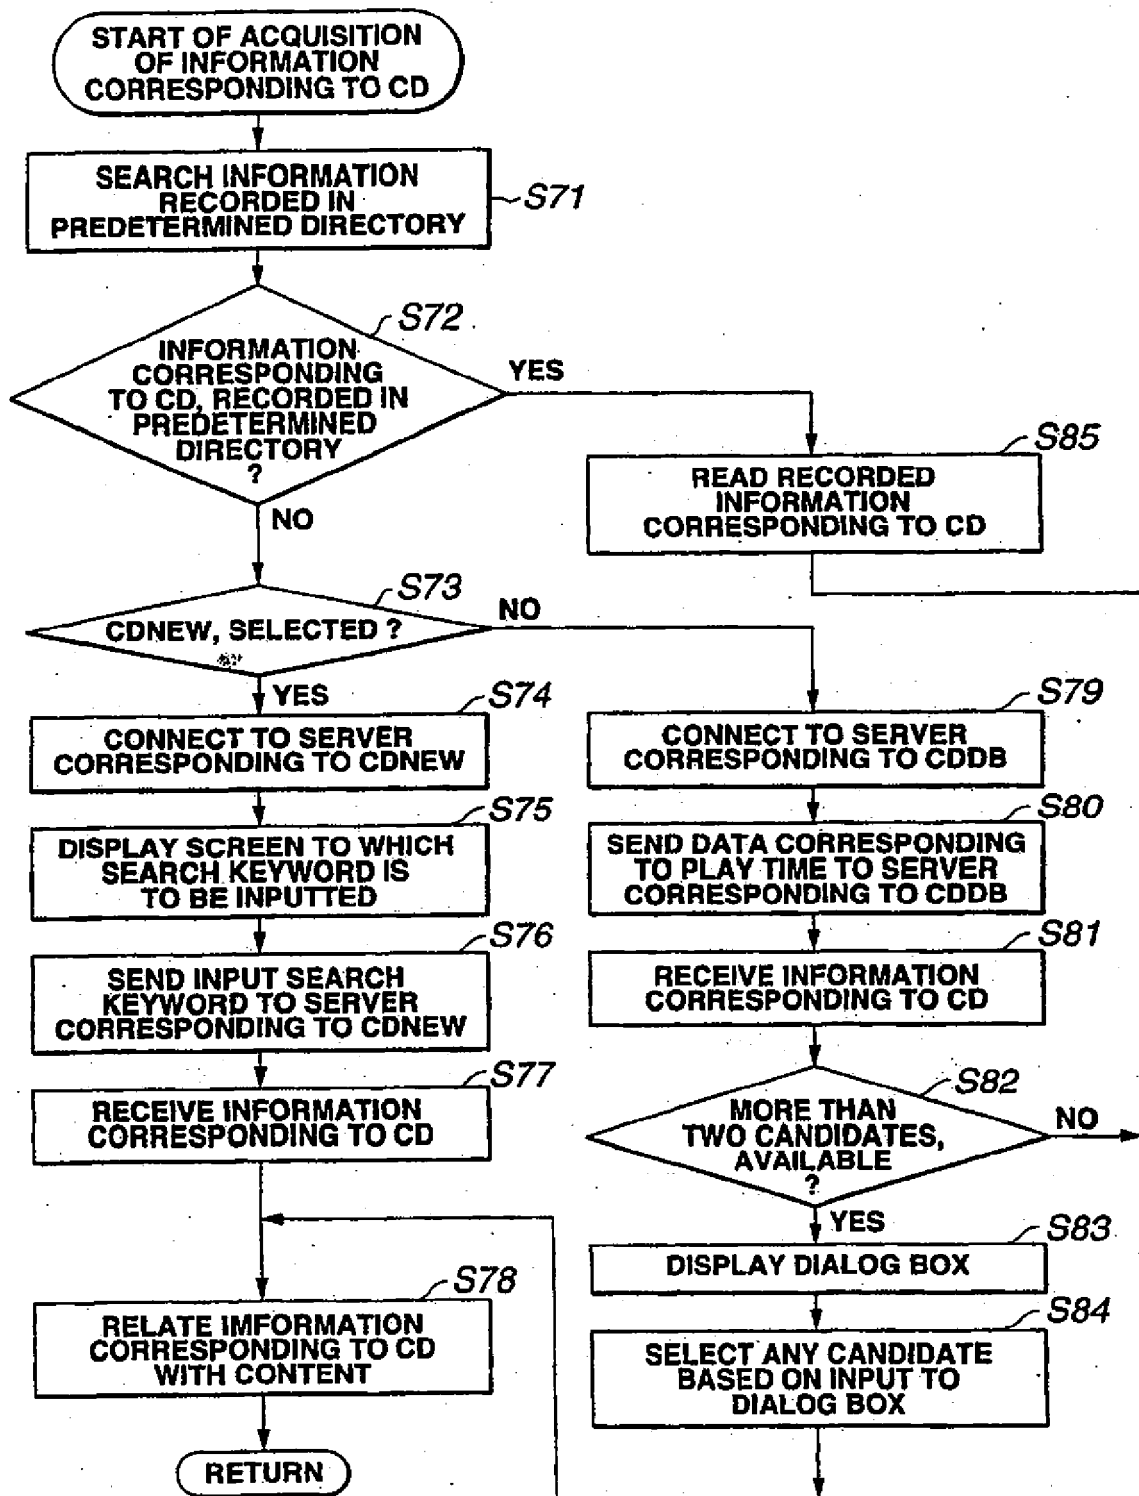 START OF ACQUISITION
OF INFORMATION
CORRESPONDING TO CD
SEARCH INFORMATION
RECORDED IN
PREDETERMINED DIRECTORY
S71
S72
INFORMATION
CORRESPONDING
TO CD, RECORDED IN
PREDETERMINED
DIRECTORY
?
YES
NO
S85
READ RECORDED
INFORMATION
CORRESPONDING TO CD
S73
CDNEW, SELECTED ?
NO
YES
S74
CONNECT TO SERVER
CORRESPONDING TO CDNEW
S75
DISPLAY SCREEN TO WHICH
SEARCH KEYWORD IS
TO BE INPUTTED
S76
SEND INPUT SEARCH
KEYWORD TO SERVER
CORRESPONDING TO CDNEW
S77
RECEIVE INFORMATION
CORRESPONDING TO CD
S78
RELATE IMFORMATION
CORRESPONDING TO CD
WITH CONTENT
RETURN
S79
CONNECT TO SERVER
CORRESPONDING TO CDDB
S80
SEND DATA CORRESPONDING
TO PLAY TIME TO SERVER
CORRESPONDING TO CDDB
S81
RECEIVE INFORMATION
CORRESPONDING TO CD
S82
MORE THAN
TWO CANDIDATES,
AVAILABLE
?
NO
YES
S83
DISPLAY DIALOG BOX
S84
SELECT ANY CANDIDATE
BASED ON INPUT TO
DIALOG BOX